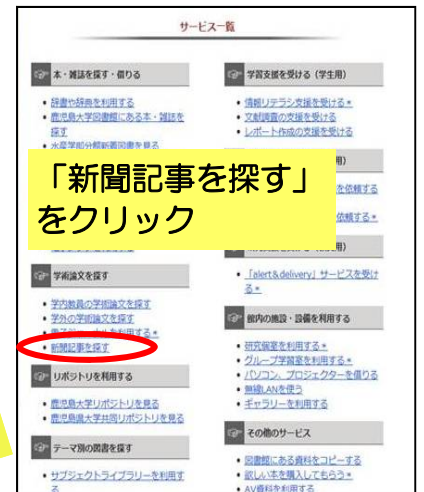 サービス一覧
本・雑誌を探す・借りる
・辞書や辞典を利用する
・鹿児島大学図書館にある本・雑誌を
探す
・水産学部分館新着図書を見る
「新聞記事を探す」
をクリック
学術論文を探す
・学内教員の学術論文を探す
・学外の学術論文を探す
・電子ジャーナルを利用する*
・新聞記事を探す
リポジトリを利用する
・鹿児島大学リポジトリを見る
・鹿児島県大学共同リポジトリを見る
テーマ別の図書を探す
・サブジェクトライブラリーを利用す
る
学習支援を受ける（学生用）
・情報リテラシ支援を受ける*
・文献調査の支援を受ける
・レポート作成の支援を受ける
用）
を依頼する
依頼する*
用）
・「alert＆delivery」サービスを受け
る*
館内の施設・設備を利用する
・研究個室を利用する*
・グループ学習室を利用する*
・パソコン、プロジェクターを借りる
・無線LANを使う
・ギャラリーを利用する
その他のサービス
・図書館にある資料をコピーする
・欲しい本を購入してもらう*
・AV資料を利用する